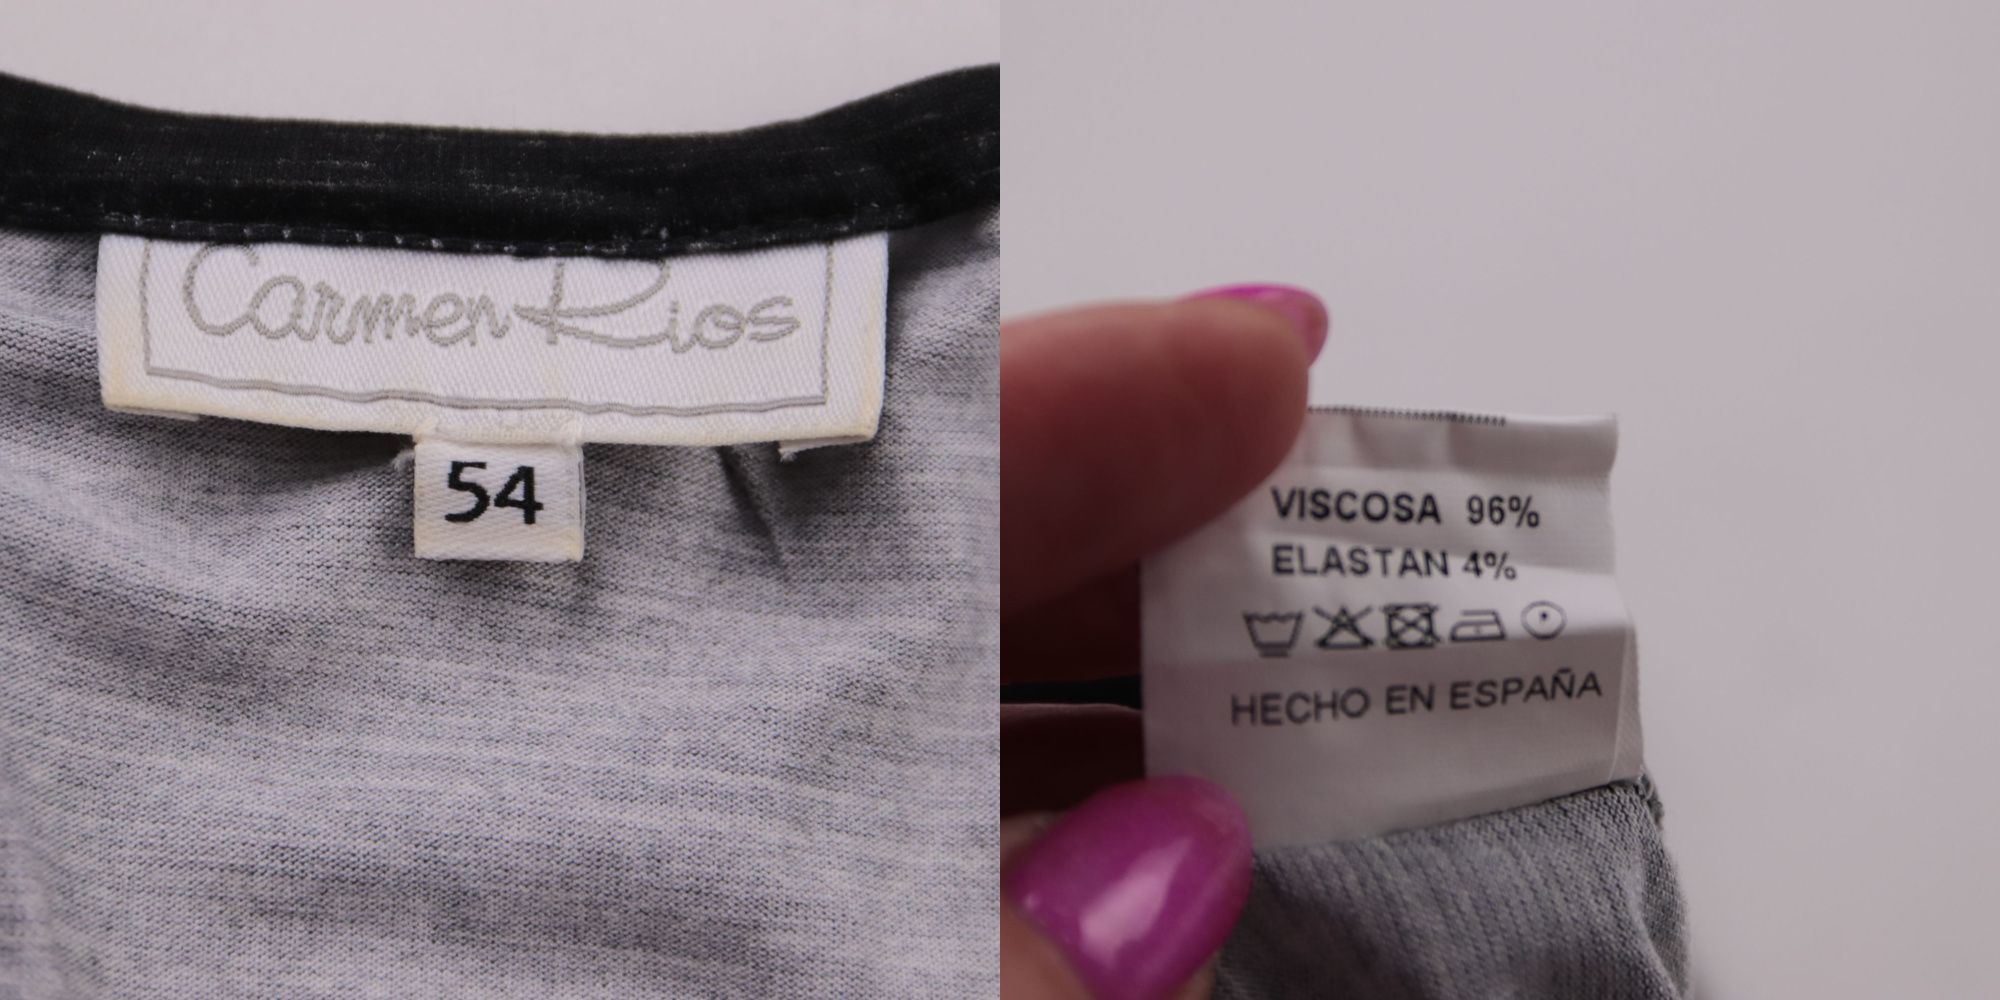 Carmen Rios
54
VISCOSA 96%
ELASTAN 4%
HECHO EN ESPAÑA